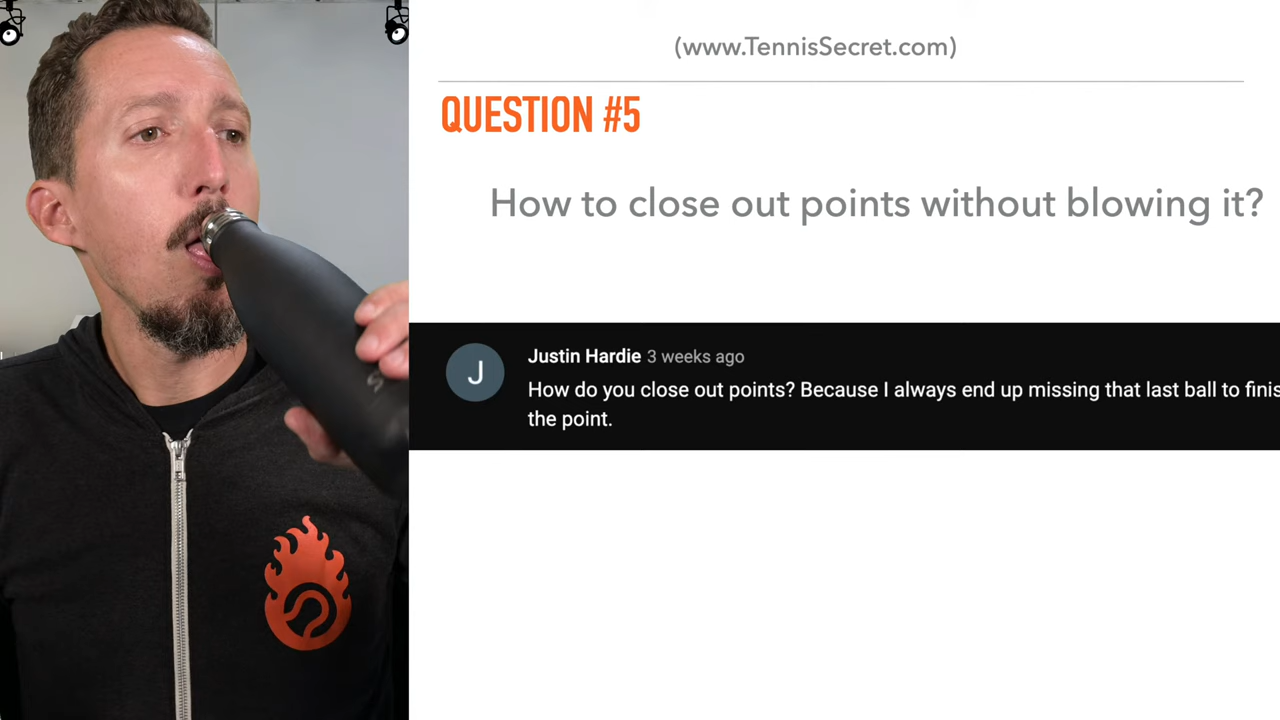 (www.TennisSecret.com)
QUESTION #5
How to close out points without blowing it?
Justin Hardie 3 weeks ago
J
How do you close out points? Because I always end up missing that last ball to finis
the point.